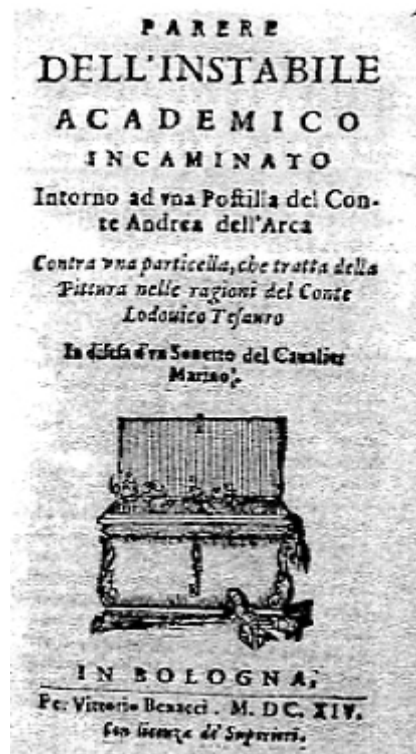 PARERE
DELL'INSTABILE
ACADEMICO
INCAMINATO
Intorno ad vna Postilla del Con-
te Andrea dell'Arca
Contra vna particella, che tratta della
Pittura nelle ragioni del Conte
Lodouico Tesauro
In difesa d'vn Sonetto del Caualier
Marino.
IN BOLOGNA,
Per Vittorio Benacci. M. DC. XIV.
Con licenza de' Superiori.